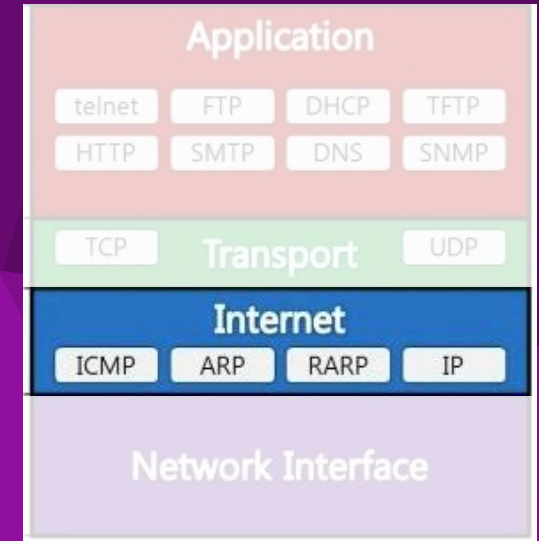 Application
telnet FTP DHCP TFTP
HTTP SMTP DNS SNMP
TCP Transport UDP
Internet
ICMP ARP RARP IP
Network Interface